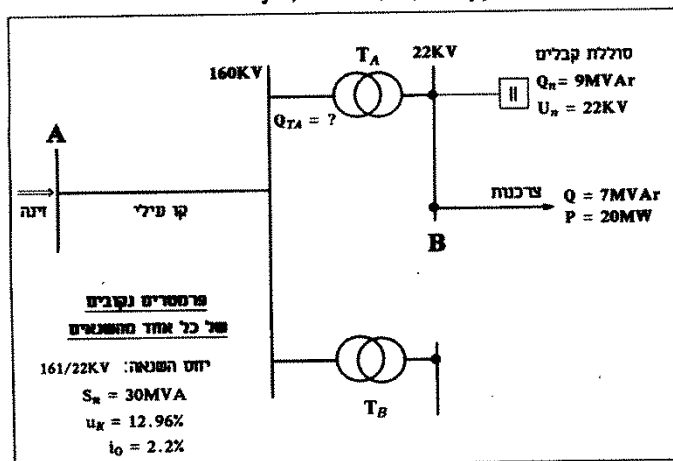 T_A
22KV
סוללת קבלים
160KV
Q_n = 9MVAr
U_n = 22KV
Q_TA = ?
A
הזינה
קו עילי
צרכנות
Q = 7MVAr
P = 20MW
B
פרמטרים נקובים
של כל אחד מהשנאים
יחס השנאה: 161/22KV
S_n = 30MVA
u_K = 12.96%
i_0 = 2.2%
T_B